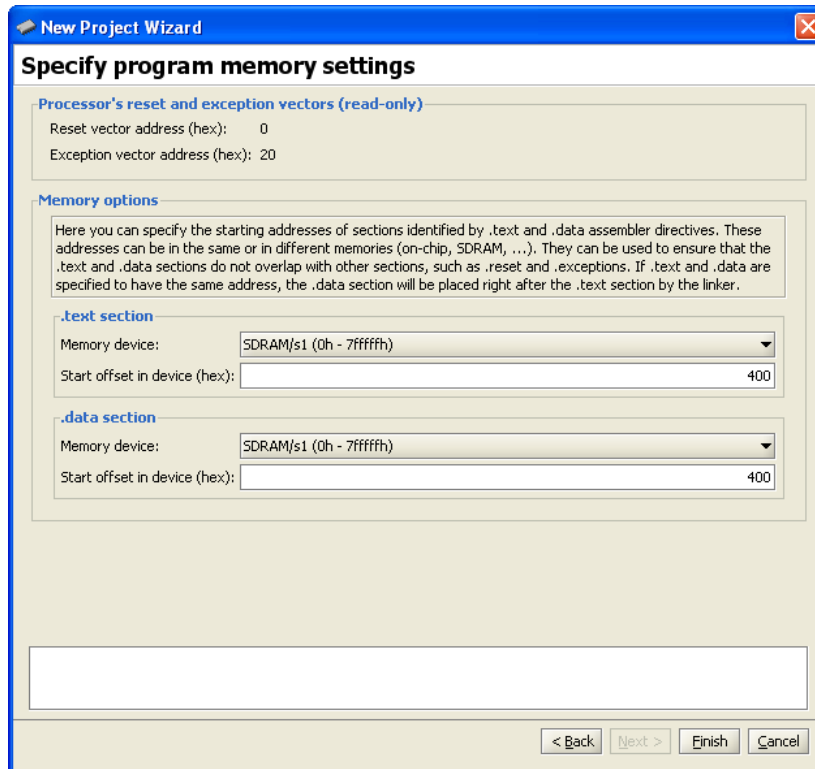 New Project Wizard
Specify program memory settings
Processor's reset and exception vectors (read-only)
Reset vector address (hex): 0
Exception vector address (hex): 20
Memory options
Here you can specify the starting addresses of sections identified by .text and .data assembler directives. These
addresses can be in the same or in different memories (on-chip, SDRAM, ...). They can be used to ensure that the
.text and .data sections do not overlap with other sections, such as .reset and .exceptions. If .text and .data are
specified to have the same address, the .data section will be placed right after the .text section by the linker.
.text section
Memory device: SDRAM/s1 (0h - 7fffffh)
Start offset in device (hex): 400
.data section
Memory device: SDRAM/s1 (0h - 7fffffh)
Start offset in device (hex): 400
< Back Next > Finish Cancel